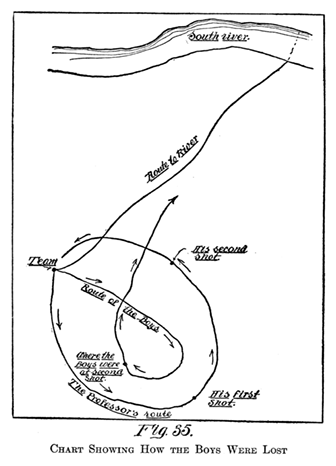 South river.
Route to River
Team
His second
shot.
Route of the Boys
Where the
Boys were
at second
shot.
The Professor's route
His first
shot.
Fig. 35.
Chart Showing How the Boys Were Lost